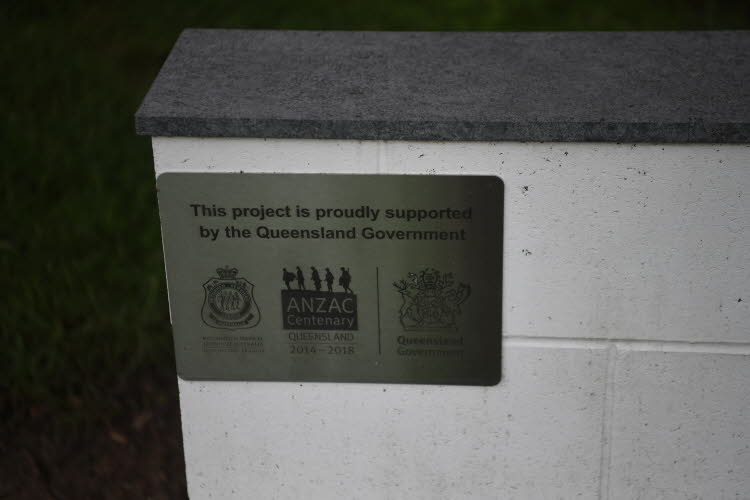 This project is proudly supported
by the Queensland Government
ANZAC
Centenary
QUEENSLAND
2014–2018
Queensland
Government